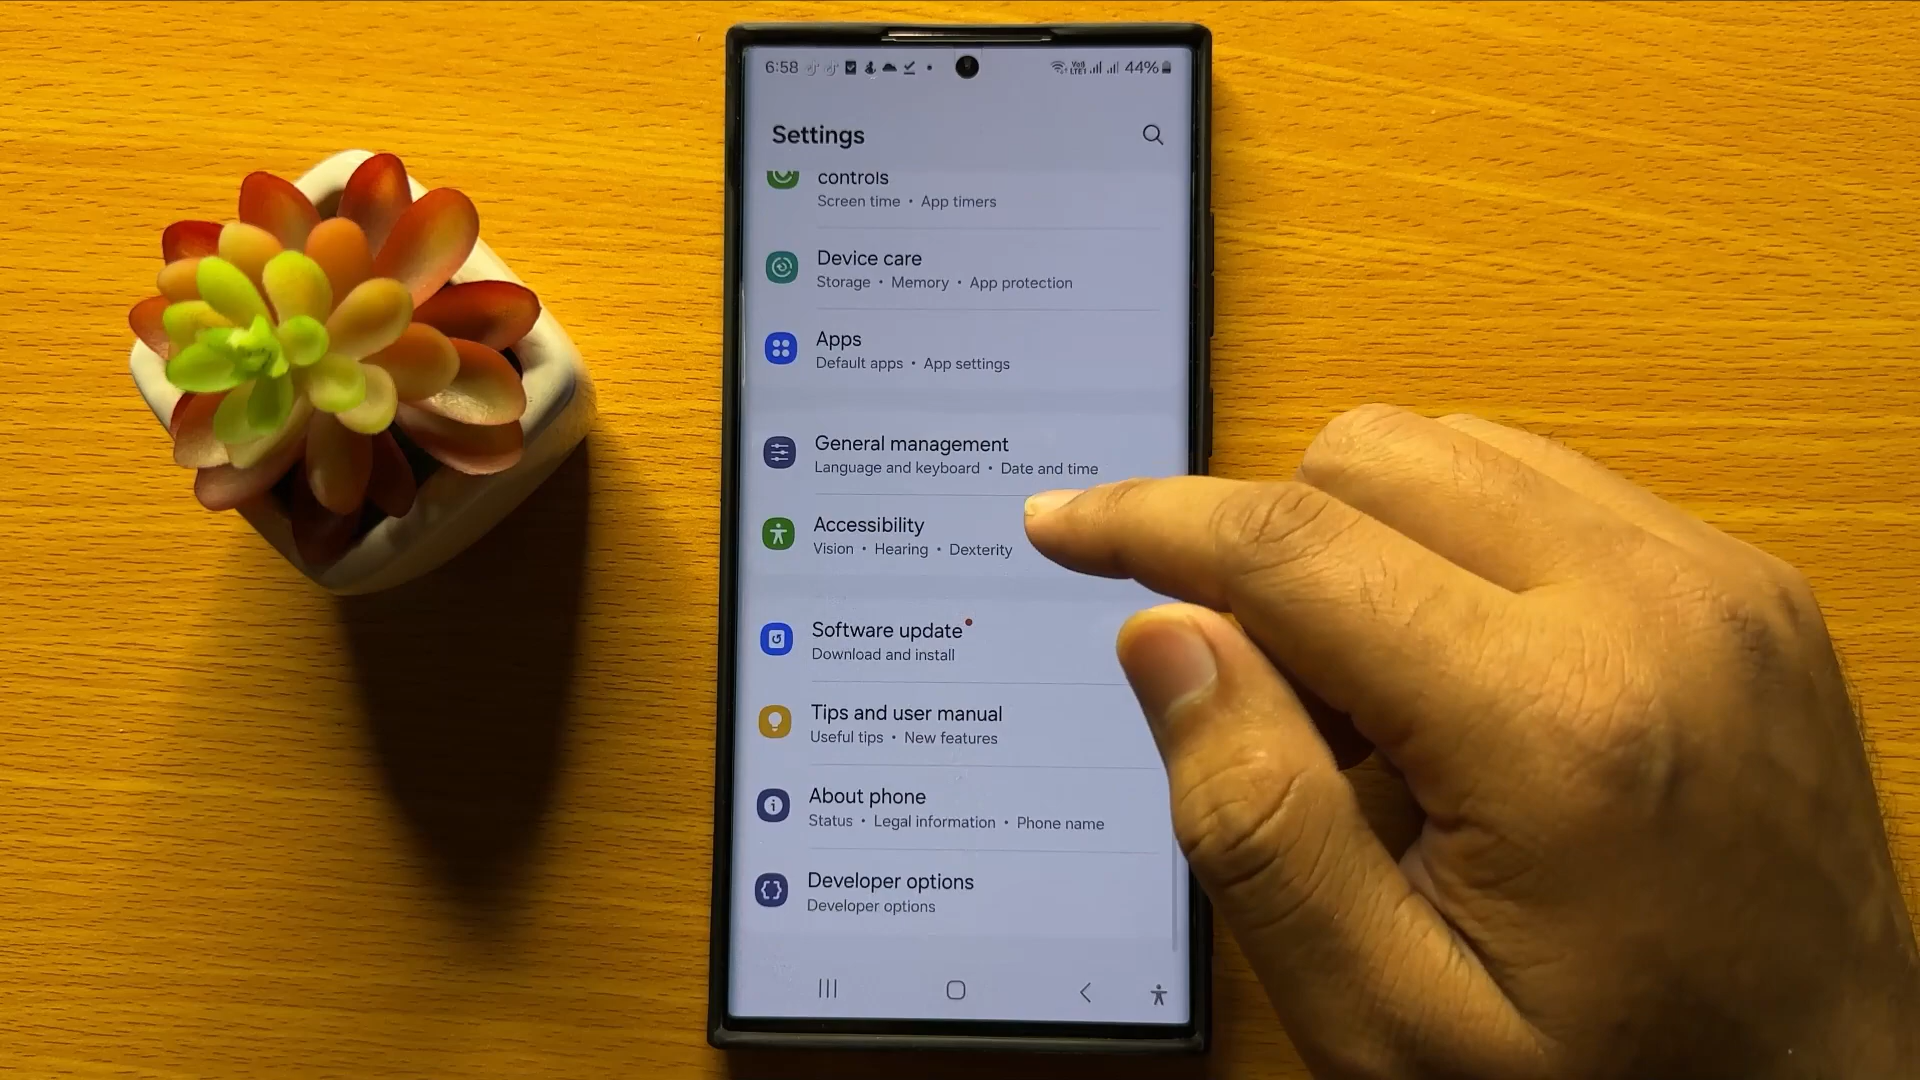 6:58
Vo) LTE1
44%
Settings
controls
Screen time • App timers
Device care
Storage • Memory • App protection
Apps
Default apps • App settings
General management
Language and keyboard • Date and time
Accessibility
Vision • Hearing • Dexterity
Software update
Download and install
Tips and user manual
Useful tips • New features
About phone
Status • Legal information • Phone name
Developer options
Developer options